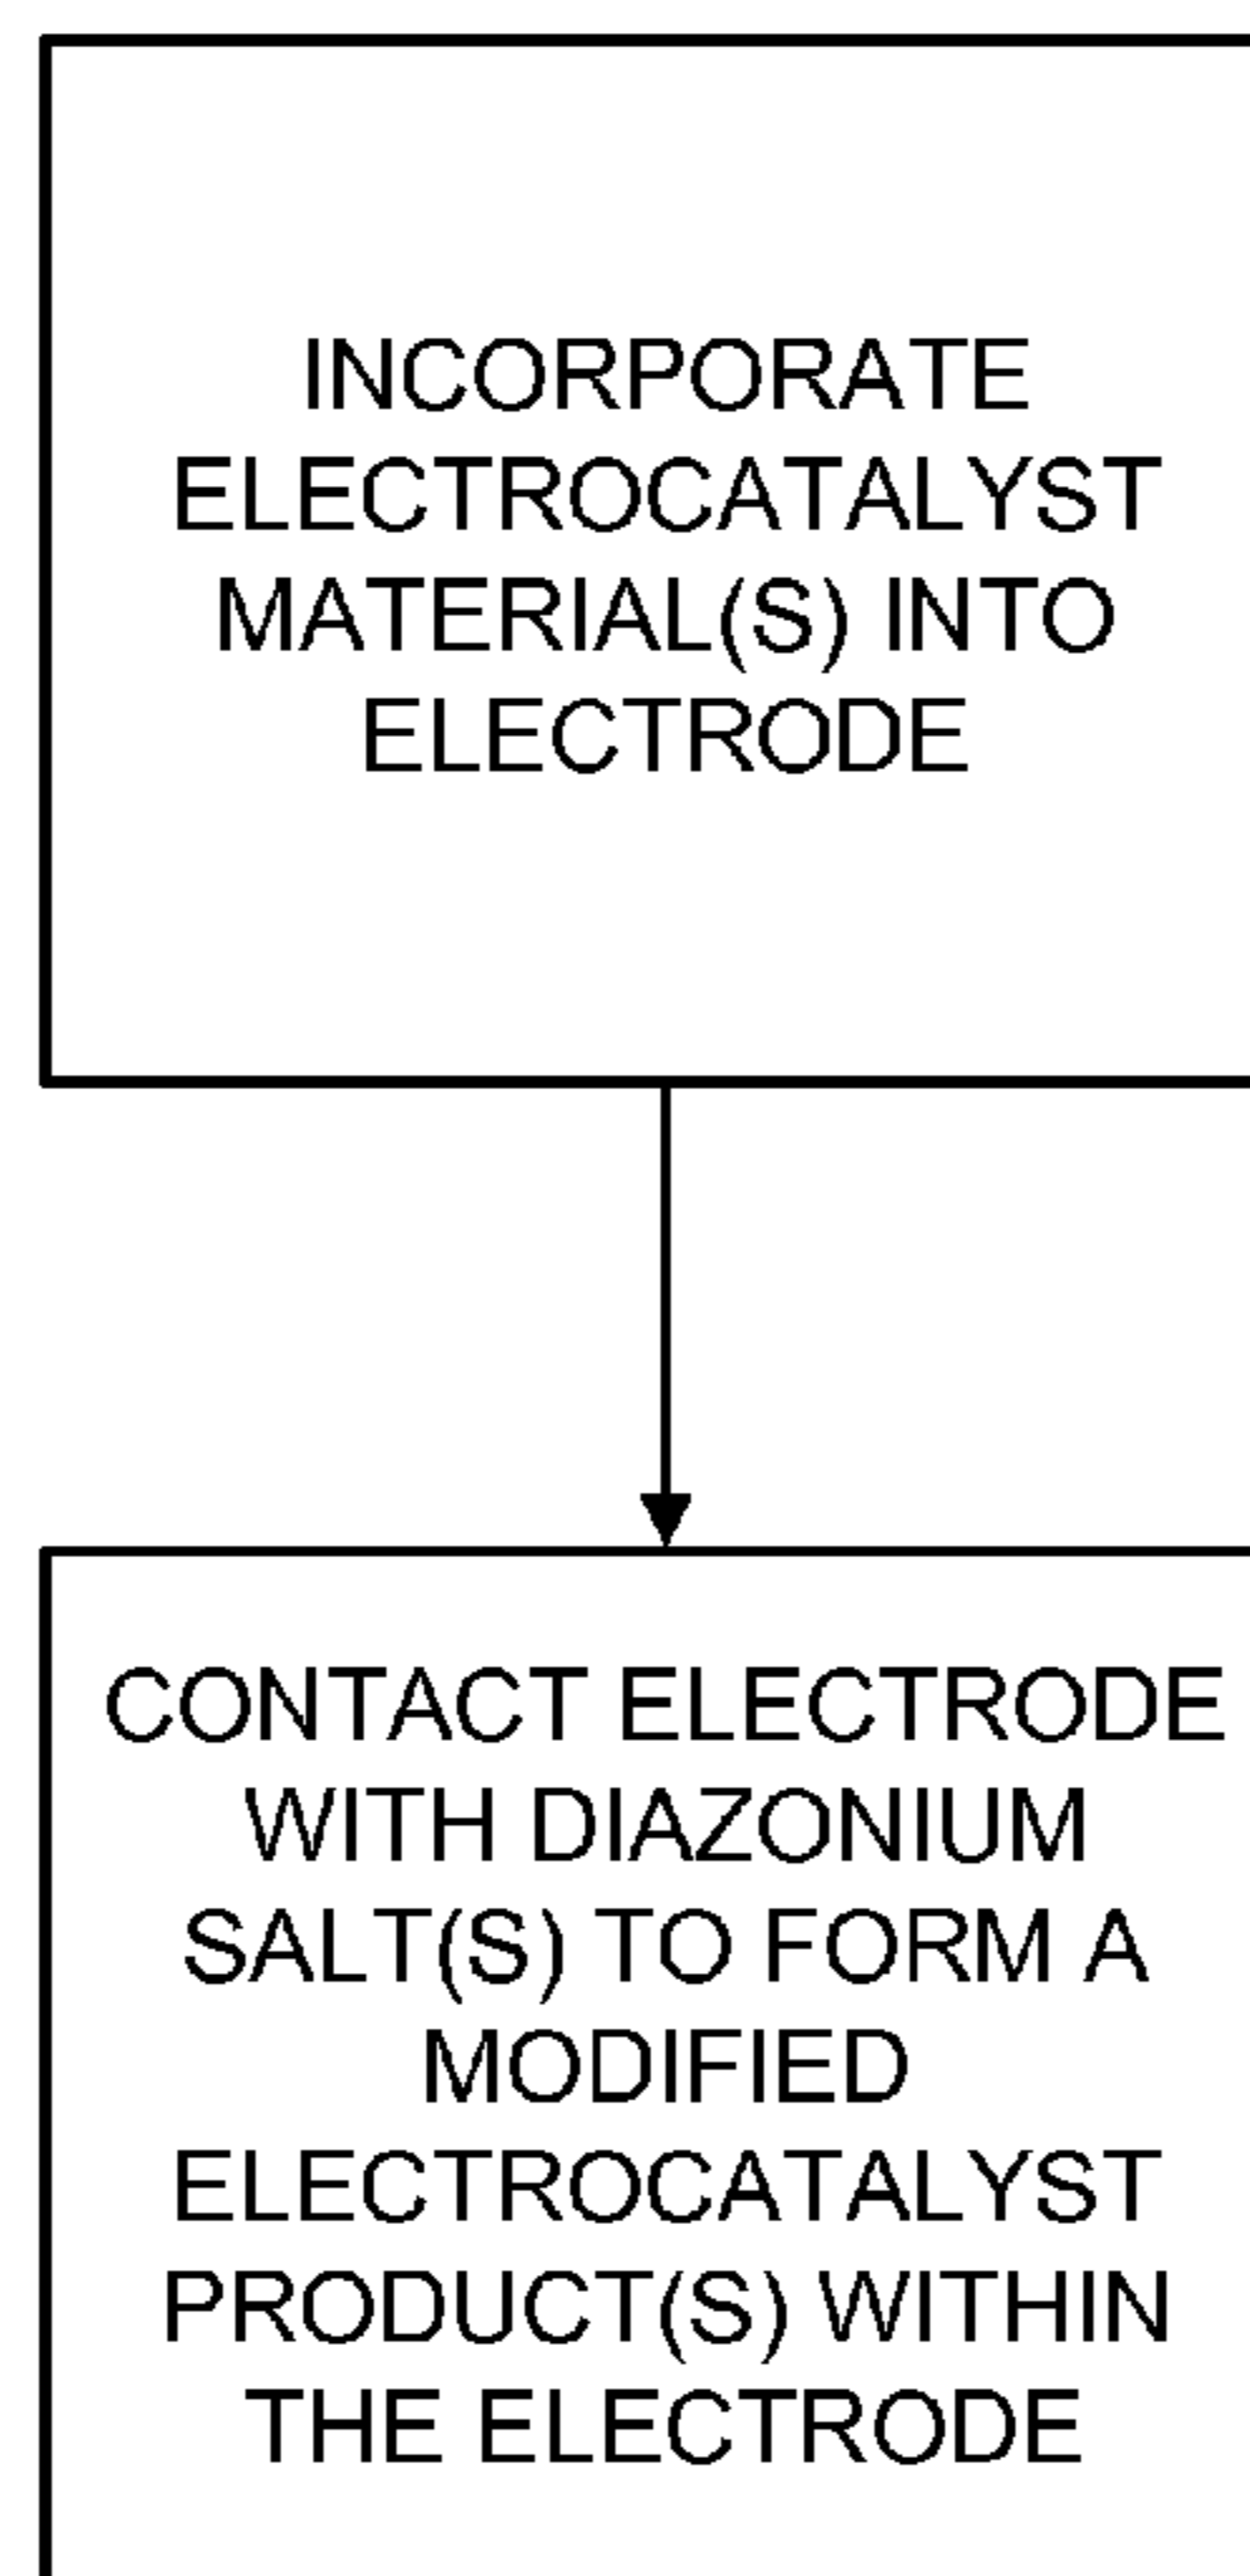 INCORPORATE
ELECTROCATALYST
MATERIAL(S) INTO
ELECTRODE
CONTACT ELECTRODE
WITH DIAZONIUM
SALT(S) TO FORM A
MODIFIED
ELECTROCATALYST
PRODUCT(S) WITHIN
THE ELECTRODE